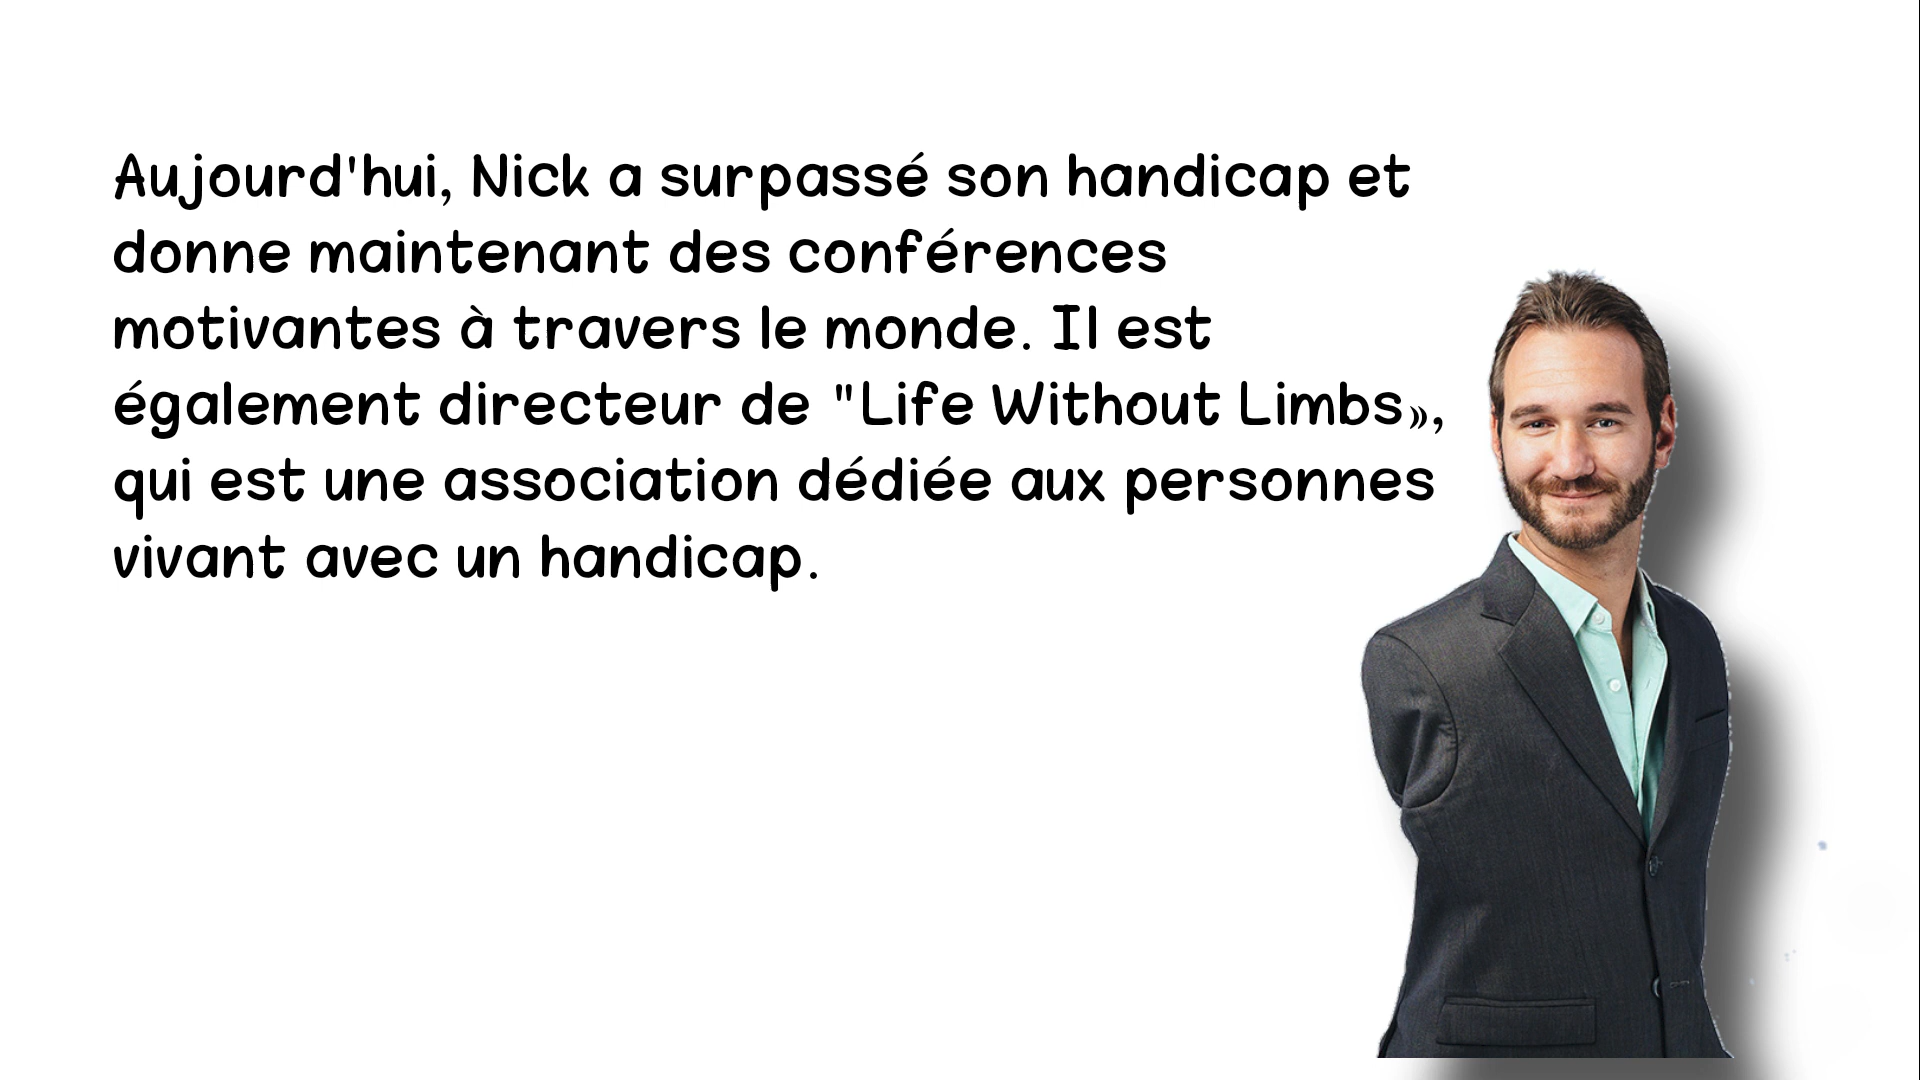 Aujourd'hui, Nick a surpassé son handicap et
donne maintenant des conférences
motivantes à travers le monde. Il est
également directeur de "Life Without Limbs»,
qui est une association dédiée aux personnes
vivant avec un handicap.